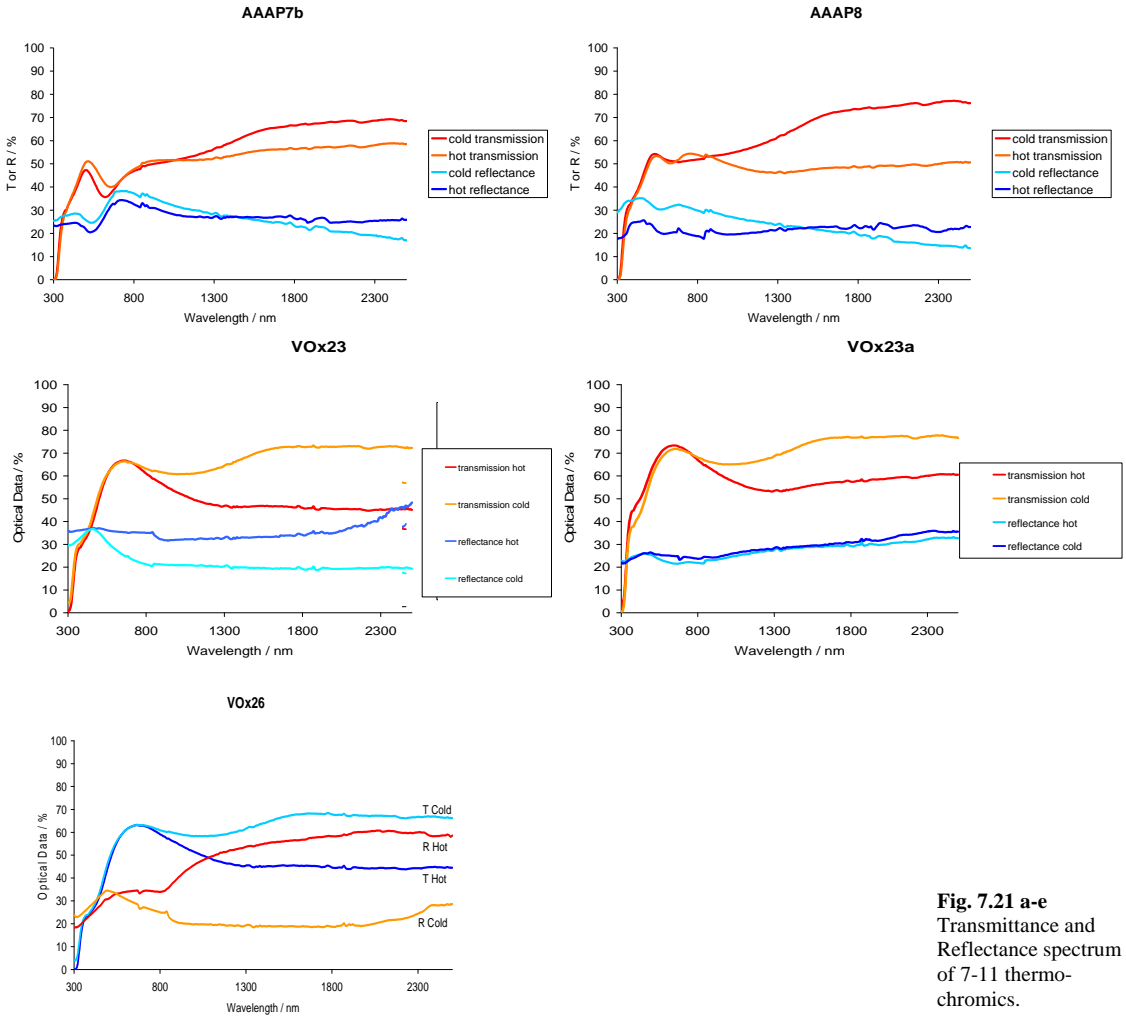 AAAP7b
100
90
80
70
60
50
40
30
20
10
0
T or R / %
300 800 1300 1800 2300
Wavelength / nm
cold transmission
hot transmission
cold reflectance
hot reflectance
AAAP8
100
90
80
70
60
50
40
30
20
10
0
T or R / %
300 800 1300 1800 2300
Wavelength / nm
cold transmission
hot transmission
cold reflectance
hot reflectance
VOx23
100
90
80
70
60
50
40
30
20
10
0
Optical Data / %
300 800 1300 1800 2300
Wavelength / nm
transmission hot
transmission cold
reflectance hot
reflectance cold
VOx23a
100
90
80
70
60
50
40
30
20
10
0
Optical Data / %
300 800 1300 1800 2300
Wavelength / nm
transmission hot
transmission cold
reflectance hot
reflectance cold
VOx26
100
90
80
70
60
50
40
30
20
10
0
Optical Data / %
300 800 1300 1800 2300
Wavelength / nm
T Cold
R Hot
T Hot
R Cold
Fig. 7.21 a-e
Transmittance and
Reflectance spectrum
of 7-11 thermo-
chromics.